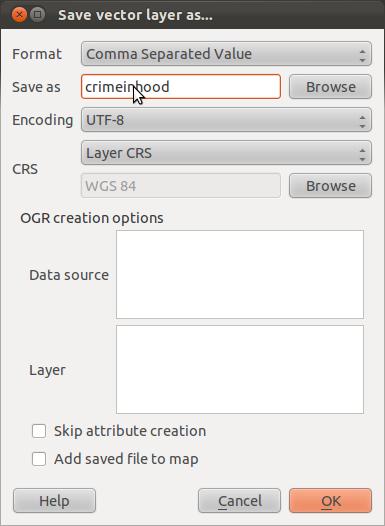 Save vector layer as...
Format Comma Separated Value
Save as crimeinhood Browse
Encoding UTF-8
Layer CRS
CRS
WGS 84 Browse
OGR creation options
Data source
Layer
Skip attribute creation
Add saved file to map
Help Cancel OK